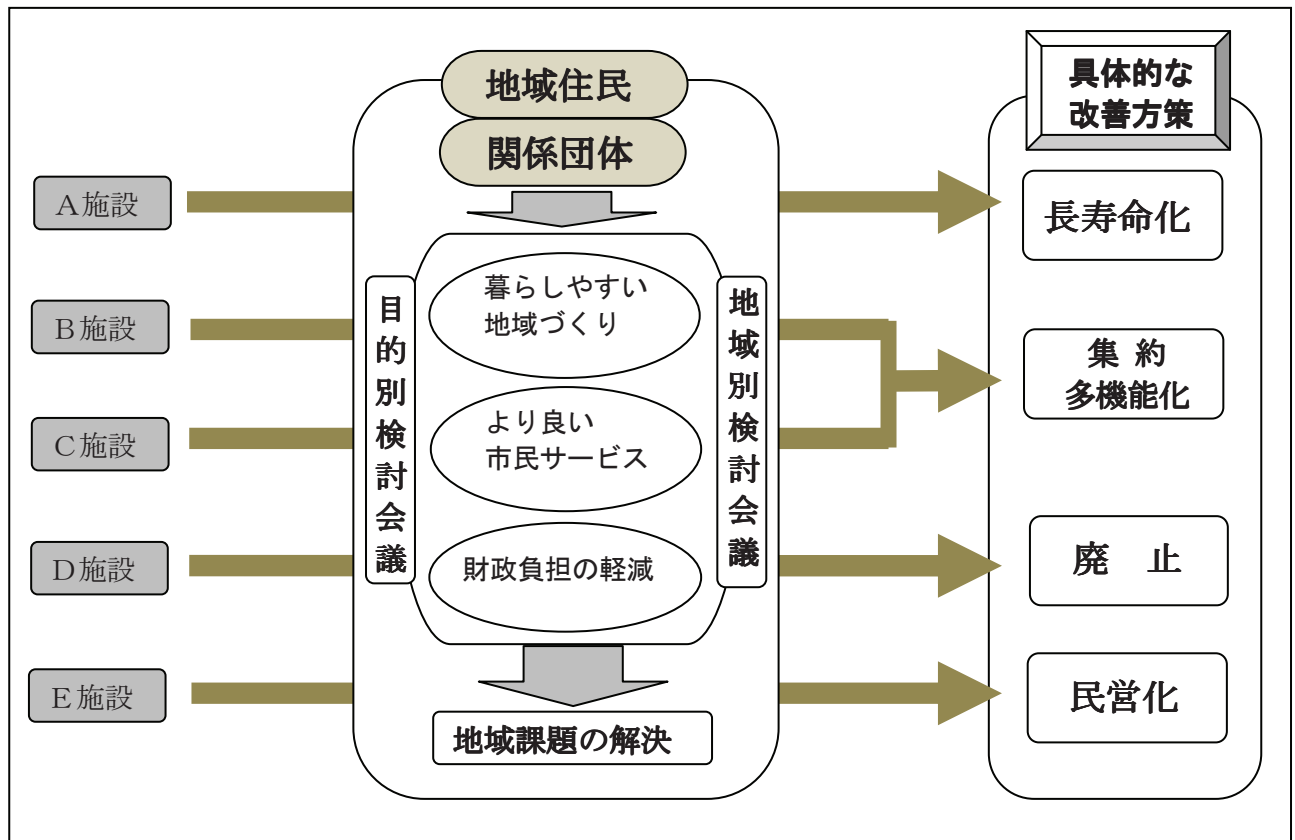 A施設
B施設
C施設
D施設
E施設
地域住民
関係団体
目的別検討会議
暮らしやすい
地域づくり
より良い
市民サービス
財政負担の軽減
地域別検討会議
地域課題の解決
具体的な
改善方策
長寿命化
集 約
多機能化
廃 止
民営化